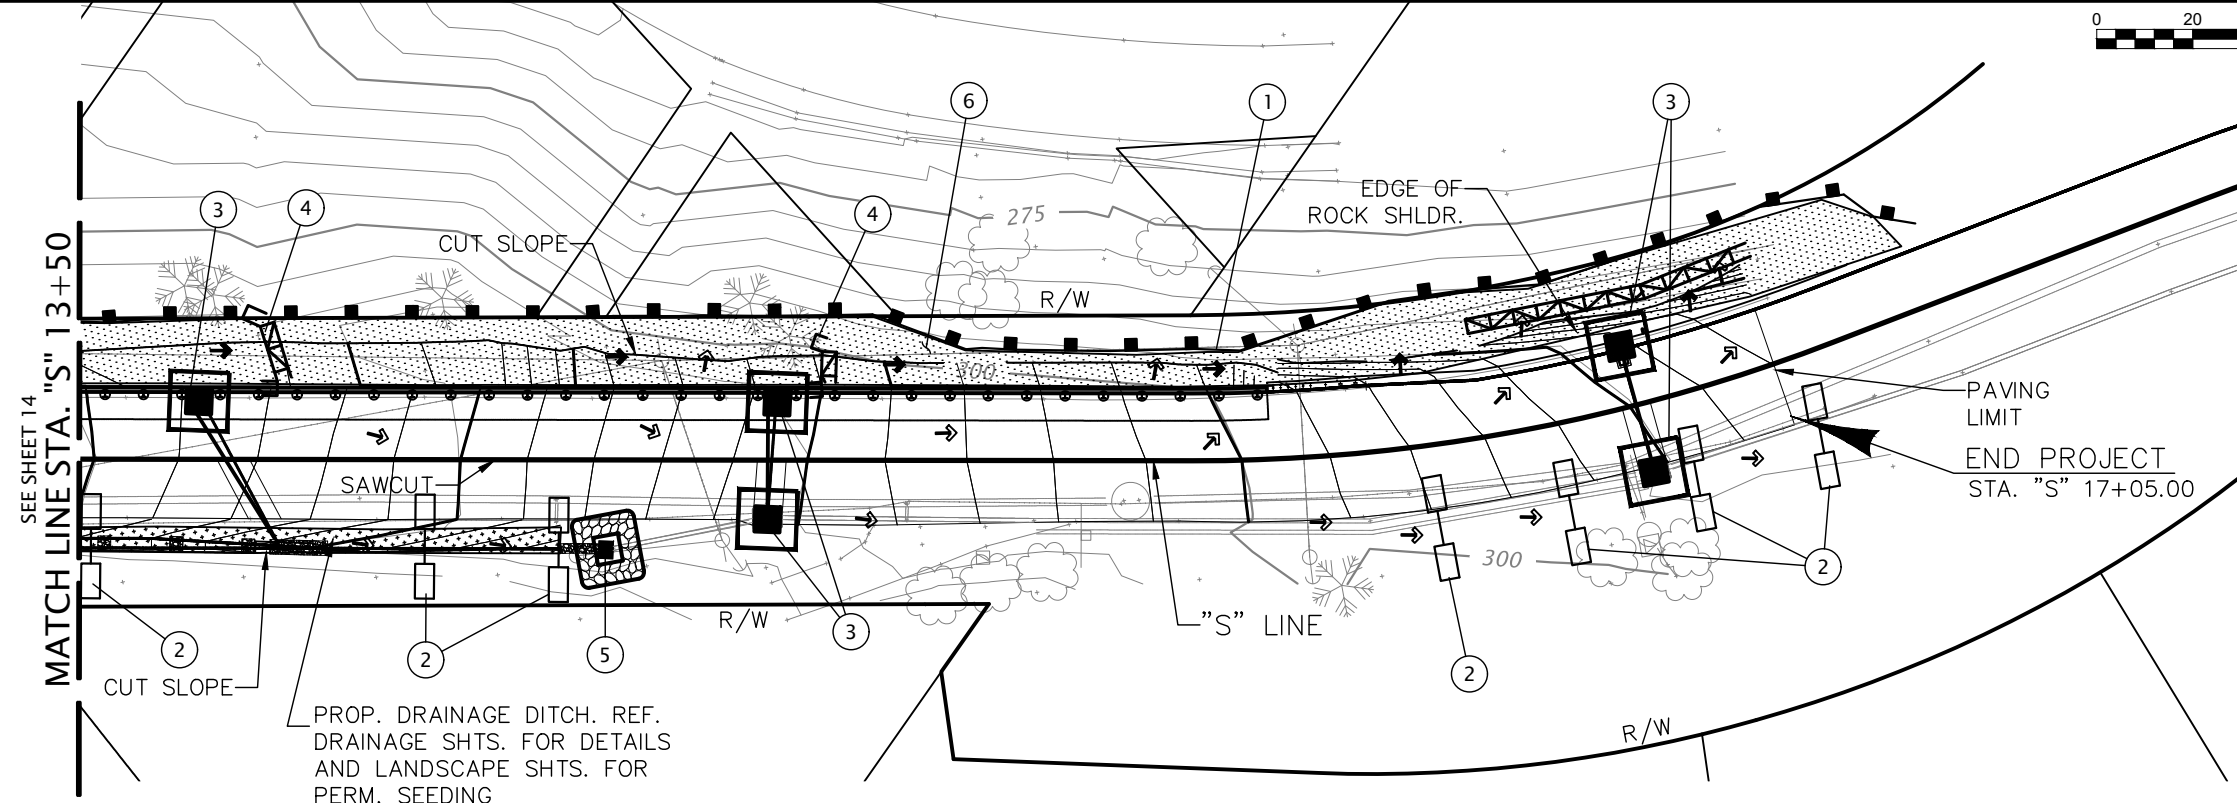 0 20
6
1
3
EDGE OF
ROCK SHLDR.
3
4
4
275
CUT SLOPE
R/W
SEE SHEET 14
MATCH LINE STA. "S" 13+50
300
PAVING
LIMIT
END PROJECT
STA. "S" 17+05.00
SAWCUT
300
2
R/W
"S" LINE
3
2
2
5
2
CUT SLOPE
PROP. DRAINAGE DITCH. REF.
DRAINAGE SHTS. FOR DETAILS
AND LANDSCAPE SHTS. FOR
PERM. SEEDING
R/W